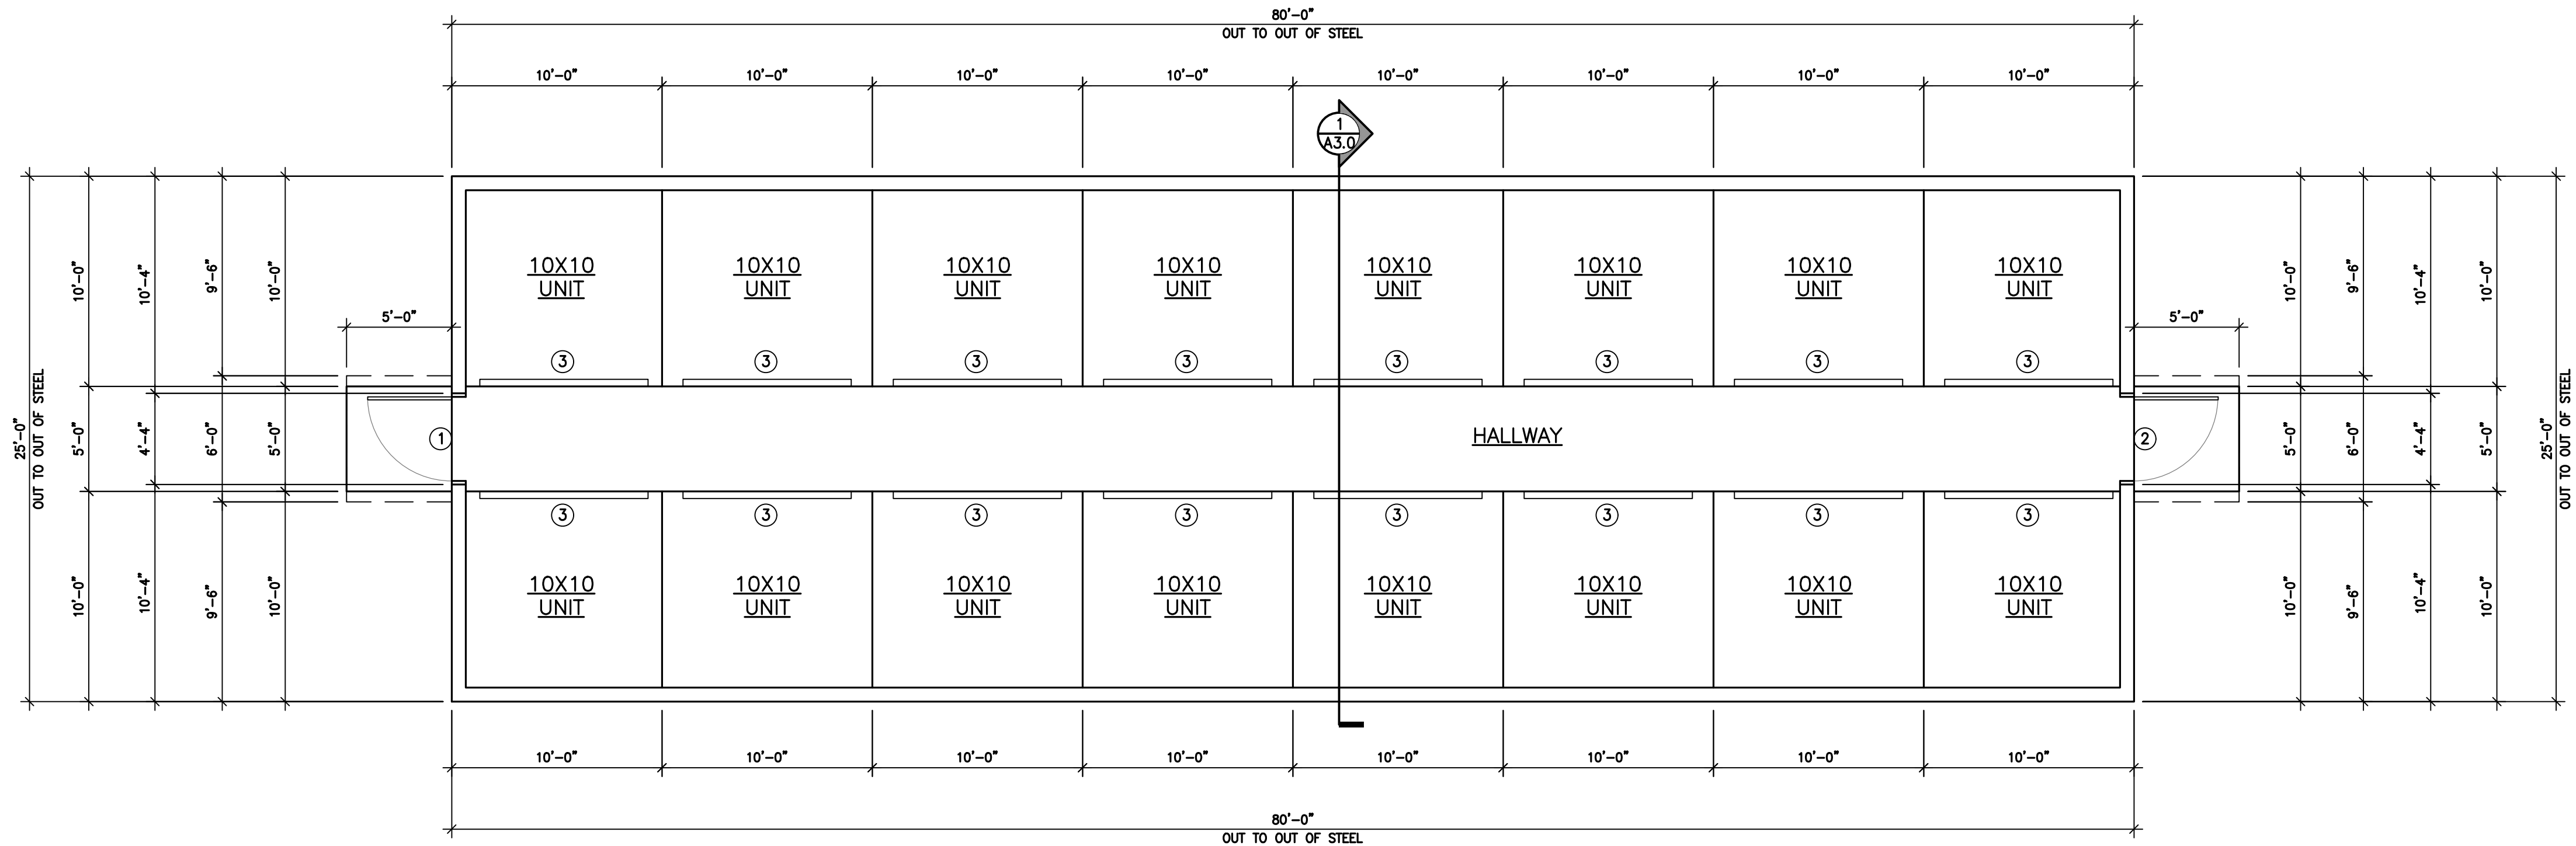 80'-0"
OUT TO OUT OF STEEL
10'-0" 10'-0" 10'-0" 10'-0" 10'-0" 10'-0" 10'-0" 10'-0"
1
A3.0
25'-0"
OUT TO OUT OF STEEL
10'-0" 10'-4" 9'-6" 10'-0"
5'-0" 4'-4" 6'-0" 5'-0"
10'-0" 10'-4" 9'-6" 10'-0"
5'-0"
10X10 10X10 10X10 10X10 10X10 10X10 10X10 10X10
UNIT UNIT UNIT UNIT UNIT UNIT UNIT UNIT
3 3 3 3 3 3 3 3
1
HALLWAY
2
3 3 3 3 3 3 3 3
10X10 10X10 10X10 10X10 10X10 10X10 10X10 10X10
UNIT UNIT UNIT UNIT UNIT UNIT UNIT UNIT
5'-0"
10'-0" 9'-6" 10'-4" 10'-0"
5'-0" 6'-0" 4'-4" 5'-0"
10'-0" 9'-6" 10'-4" 10'-0"
25'-0"
OUT TO OUT OF STEEL
10'-0" 10'-0" 10'-0" 10'-0" 10'-0" 10'-0" 10'-0" 10'-0"
80'-0"
OUT TO OUT OF STEEL